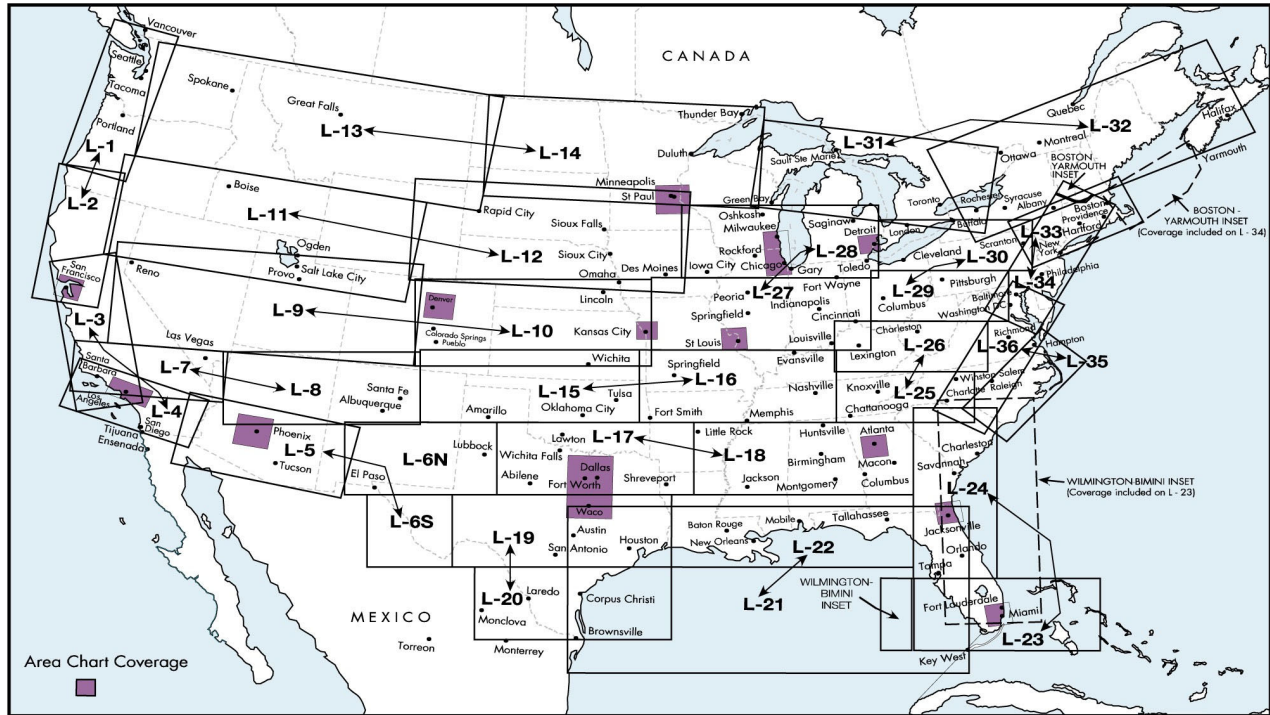 Vancouver
Seattle
Tacoma
Portland
L-1
L-2
Spokane
Great Falls
L-13
L-14
CANADA
Thunder Bay
Duluth
Sault Ste Marie
L-31
L-32
Quebec
Montreal
Ottawa
Halifax
Yarmouth
BOSTON
YARMOUTH
INSET
BOSTON -
YARMOUTH INSET
(Coverage included on L - 34)
Boise
L-11
Rapid City
Minneapolis
St Paul
Green Bay
Oshkosh
Milwaukee
Saginaw
Detroit
London
Toronto
Rochester
Syracuse
Albany
Buffalo
Boston
Providence
Hartford
Scranton
L-33
New
York
Sioux Falls
Sioux City
L-12
Omaha
Des Moines
Iowa City
Rockford
Chicago
Gary
Toledo
L-28
Cleveland
L-30
Ogden
Salt Lake City
Provo
Reno
San
Francisco
L-3
L-9
L-10
Denver
Colorado Springs
Pueblo
Lincoln
Kansas City
Peoria
Springfield
L-27
Fort Wayne
Indianapolis
Cincinnati
L-29
Columbus
Pittsburgh
Philadelphia
L-34
Baltimore
Washington
DC
St Louis
Louisville
Evansville
Lexington
Charleston
L-26
Richmond
Hampton
L-36
L-35
Las Vegas
L-7
L-8
Santa
Barbara
Los
Angeles
L-4
San
Diego
Tijuana
Ensenada
Santa Fe
Albuquerque
Wichita
L-15
Tulsa
Oklahoma City
Amarillo
Springfield
L-16
Fort Smith
Nashville
Memphis
Knoxville
Chattanooga
L-25
Winston Salem
Charlotte
Raleigh
Phoenix
L-5
Tucson
El Paso
L-6N
Lubbock
L-6S
Lawton
L-17
Wichita Falls
Abilene
Dallas
Fort Worth
Waco
Shreveport
Little Rock
L-18
Jackson
Huntsville
Birmingham
Montgomery
Atlanta
Macon
Columbus
Charleston
Savannah
L-24
WILMINGTON-BIMINI INSET
(Coverage included on L - 23)
L-19
Austin
San Antonio
Houston
Baton Rouge
New Orleans
Mobile
Tallahassee
L-22
Jacksonville
Orlando
Tampa
L-20
Laredo
Monclova
Corpus Christi
Brownsville
Monterrey
Torreon
MEXICO
L-21
WILMINGTON-
BIMINI
INSET
Fort Lauderdale
Miami
L-23
Key West
Area Chart Coverage